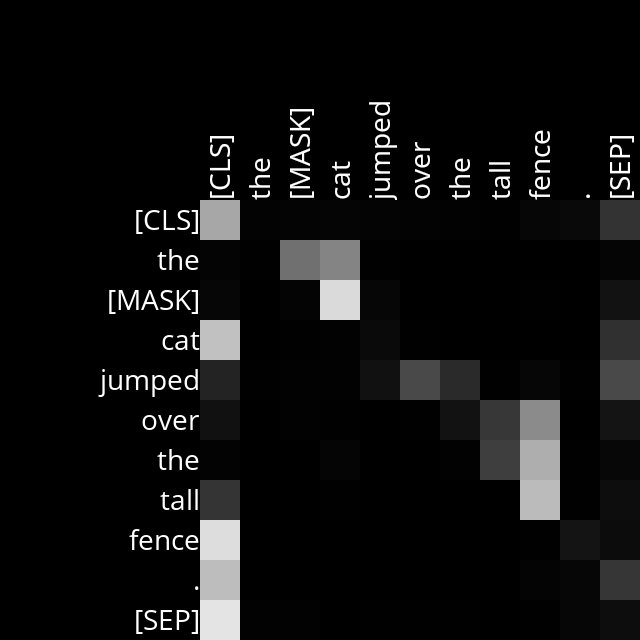 [CLS] the [MASK] cat jumped over the tall fence . [SEP]
[CLS]
the
[MASK]
cat
jumped
over
the
tall
fence
.
[SEP]